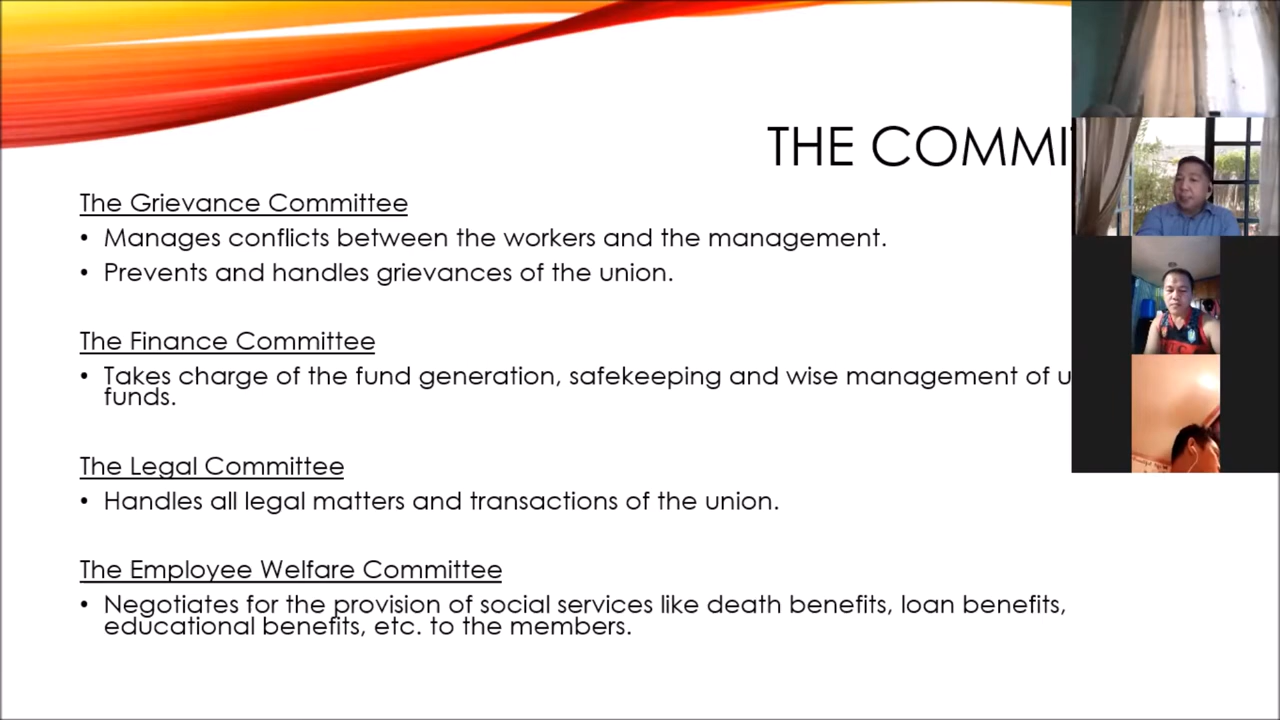 THE COMMI
The Grievance Committee
• Manages conflicts between the workers and the management.
• Prevents and handles grievances of the union.
The Finance Committee
• Takes charge of the fund generation, safekeeping and wise management of u
funds.
The Legal Committee
• Handles all legal matters and transactions of the union.
The Employee Welfare Committee
• Negotiates for the provision of social services like death benefits, loan benefits,
educational benefits, etc. to the members.